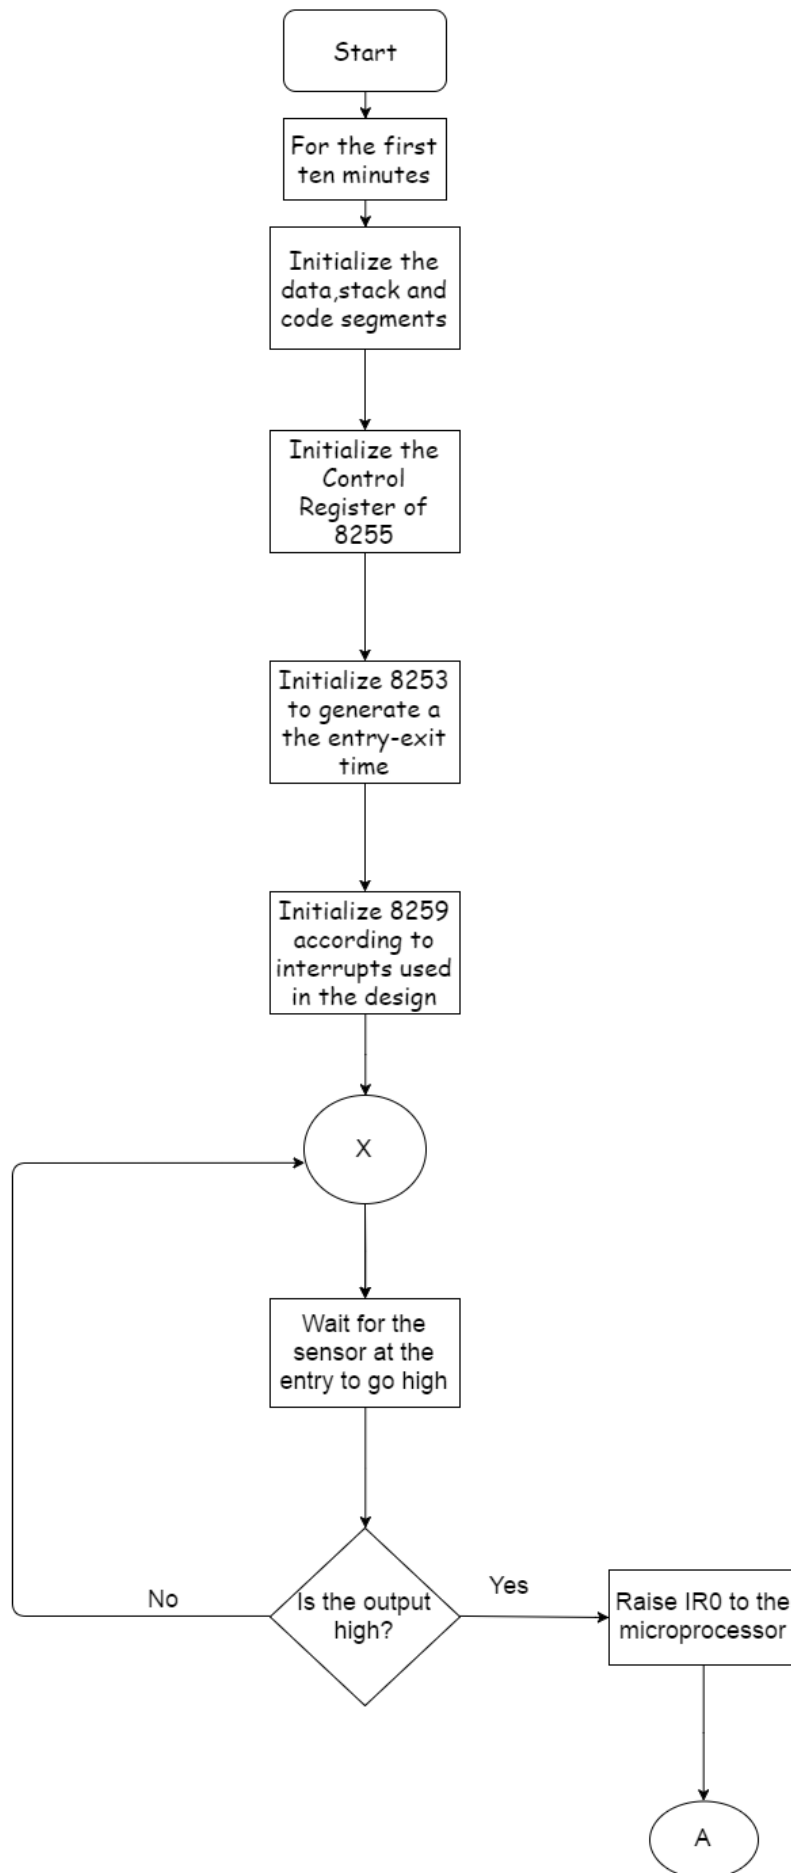 Start
For the first
ten minutes
Initialize the
data,stack and
code segments
Initialize the
Control
Register of
8255
Initialize 8253
to generate a
the entry-exit
time
Initialize 8259
according to
interrupts used
in the design
X
Wait for the
sensor at the
entry to go high
Is the output
high?
No
Yes
Raise IR0 to the
microprocessor
A